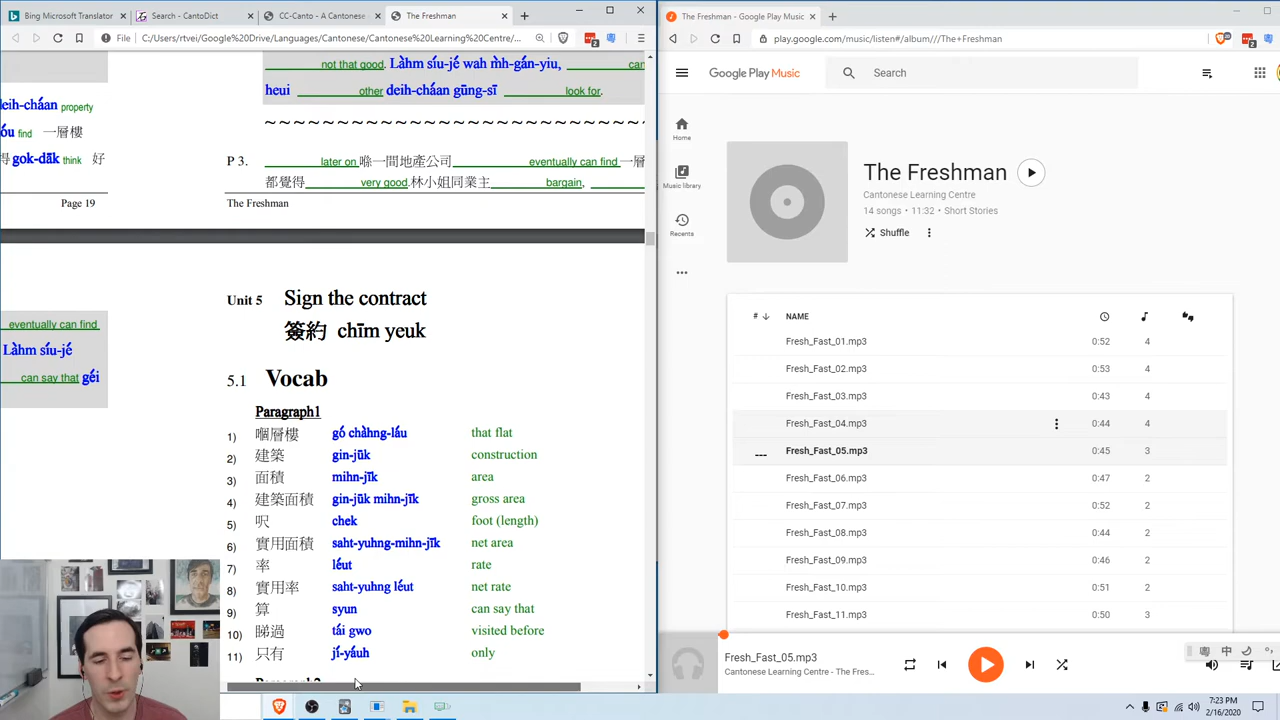 Bing Microsoft Translator
Search - CantoDict
CC-Canto - A Cantonese
The Freshman
File
C:/Users/rtvei/Google%20Drive/Languages/Cantonese/Cantonese%20Learning%20Centre/...
not that good. Làhm síu-jé wah m̀h-gán-yiu,
heui other deih-cháan gūng-sī look for.
deih-cháan property
find 一層樓
得 gok-dāk think 好
~~~~~~~~~~~~~~~~~~~~~~~~~~~~~~
P 3. later on 喺一間地產公司 eventually can find 一層
都覺得 very good.林小姐同業主 bargain,
Page 19
The Freshman
eventually can find
Làhm síu-jé
can say that géi
Unit 5 Sign the contract
簽約 chīm yeuk
5.1 Vocab
Paragraph1
1) 嗰層樓 gó chàhng-láu that flat
2) 建築 gin-jūk construction
3) 面積 mihn-jīk area
4) 建築面積 gin-jūk mihn-jīk gross area
5) 呎 chek foot (length)
6) 實用面積 saht-yuhng-mihn-jīk net area
7) 率 léut rate
8) 實用率 saht-yuhng léut net rate
9) 算 syun can say that
10) 睇過 tái gwo visited before
11) 只有 jí-yáuh only
The Freshman - Google Play Music
play.google.com/music/listen#/album///The+Freshman
Google Play Music
Search
Home
Music library
Recents
The Freshman
Cantonese Learning Centre
14 songs • 11:32 • Short Stories
Shuffle
# NAME
Fresh_Fast_01.mp3 0:52 4
Fresh_Fast_02.mp3 0:53 4
Fresh_Fast_03.mp3 0:43 4
Fresh_Fast_04.mp3 0:44 4
Fresh_Fast_05.mp3 0:45 3
Fresh_Fast_06.mp3 0:47 2
Fresh_Fast_07.mp3 0:52 2
Fresh_Fast_08.mp3 0:44 2
Fresh_Fast_09.mp3 0:46 2
Fresh_Fast_10.mp3 0:51 2
Fresh_Fast_11.mp3 0:50 3
Fresh_Fast_05.mp3
Cantonese Learning Centre - The Fres...
中
7:23 PM
2/16/2020